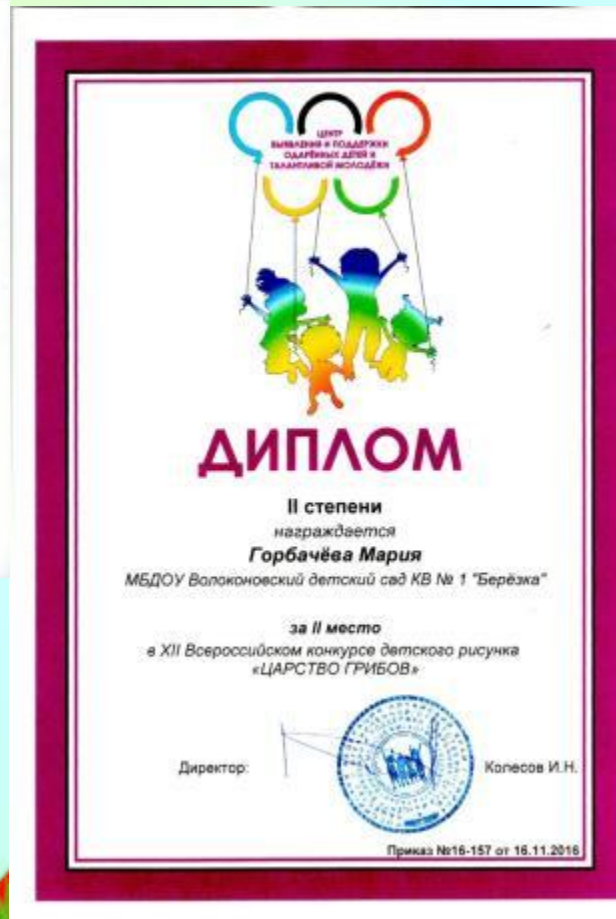 ЦЕНТР
ВЫЯВЛЕНИЯ И ПОДДЕРЖКИ
ОДАРЁННЫХ ДЕТЕЙ И
ТАЛАНТЛИВОЙ МОЛОДЁЖИ
ДИПЛОМ
II степени
награждается
Горбачёва Мария
МБДОУ Волоконовский детский сад КВ № 1 "Берёзка"
за II место
в XII Всероссийском конкурсе детского рисунка
«ЦАРСТВО ГРИБОВ»
Директор:
Колесов И.Н.
Приказ №16-157 от 16.11.2016